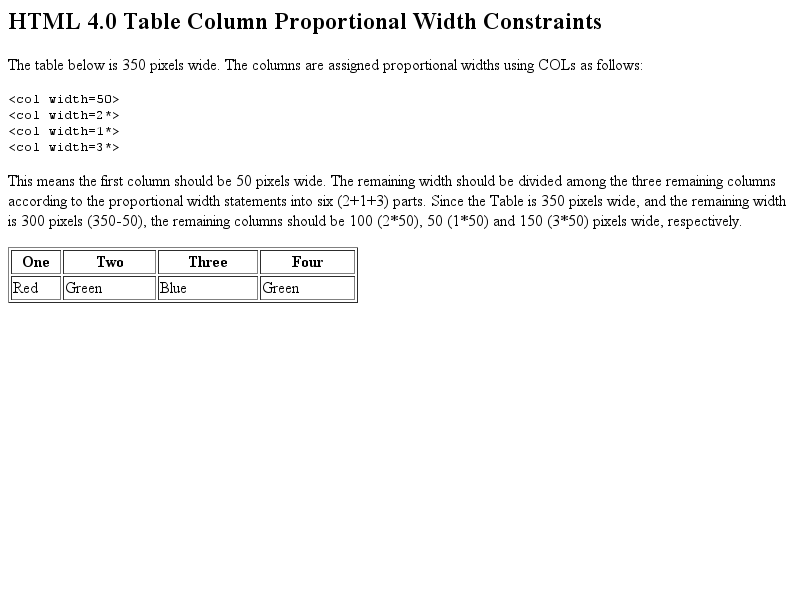 HTML 4.0 Table Column Proportional Width Constraints
The table below is 350 pixels wide. The columns are assigned proportional widths using COLs as follows:
<col width=50>
<col width=2*>
<col width=1*>
<col width=3*>
This means the first column should be 50 pixels wide. The remaining width should be divided among the three remaining columns
according to the proportional width statements into six (2+1+3) parts. Since the Table is 350 pixels wide, and the remaining width
is 300 pixels (350-50), the remaining columns should be 100 (2*50), 50 (1*50) and 150 (3*50) pixels wide, respectively.
One Two Three Four
Red Green Blue Green